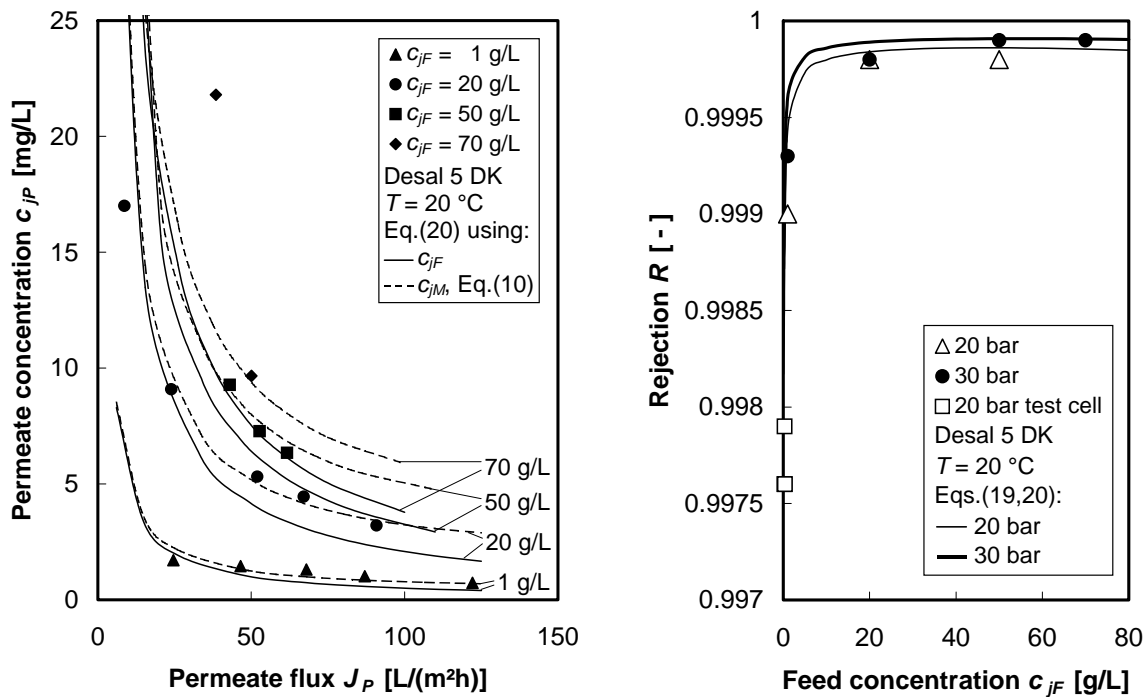 Permeate concentration c_jP [mg/L]
25
20
15
10
5
0
c_jF = 1 g/L
c_jF = 20 g/L
c_jF = 50 g/L
c_jF = 70 g/L
Desal 5 DK
T = 20 °C
Eq.(20) using:
c_jF
c_jM, Eq.(10)
70 g/L
50 g/L
20 g/L
1 g/L
0 50 100 150
Permeate flux J_P [L/(m²h)]
Rejection R [ - ]
1
0.9995
0.999
0.9985
0.998
0.9975
0.997
20 bar
30 bar
20 bar test cell
Desal 5 DK
T = 20 °C
Eqs.(19,20):
20 bar
30 bar
0 20 40 60 80
Feed concentration c_jF [g/L]